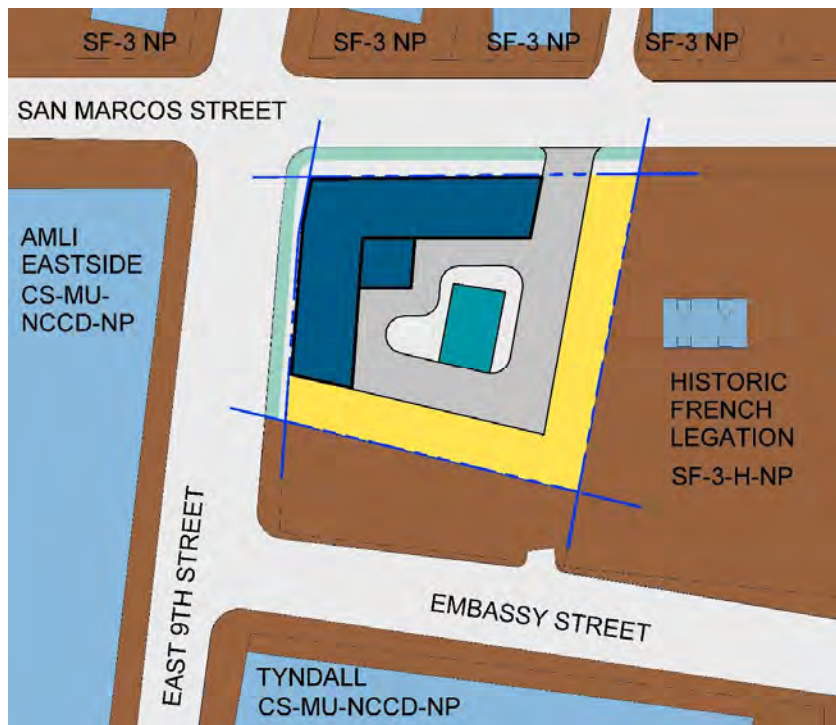 SF-3 NP
SF-3 NP
SF-3 NP
SF-3 NP
SAN MARCOS STREET
AMLI
EASTSIDE
CS-MU-
NCCD-NP
HISTORIC
FRENCH
LEGATION
SF-3-H-NP
EAST 9TH STREET
EMBASSY STREET
TYNDALL
CS-MU-NCCD-NP